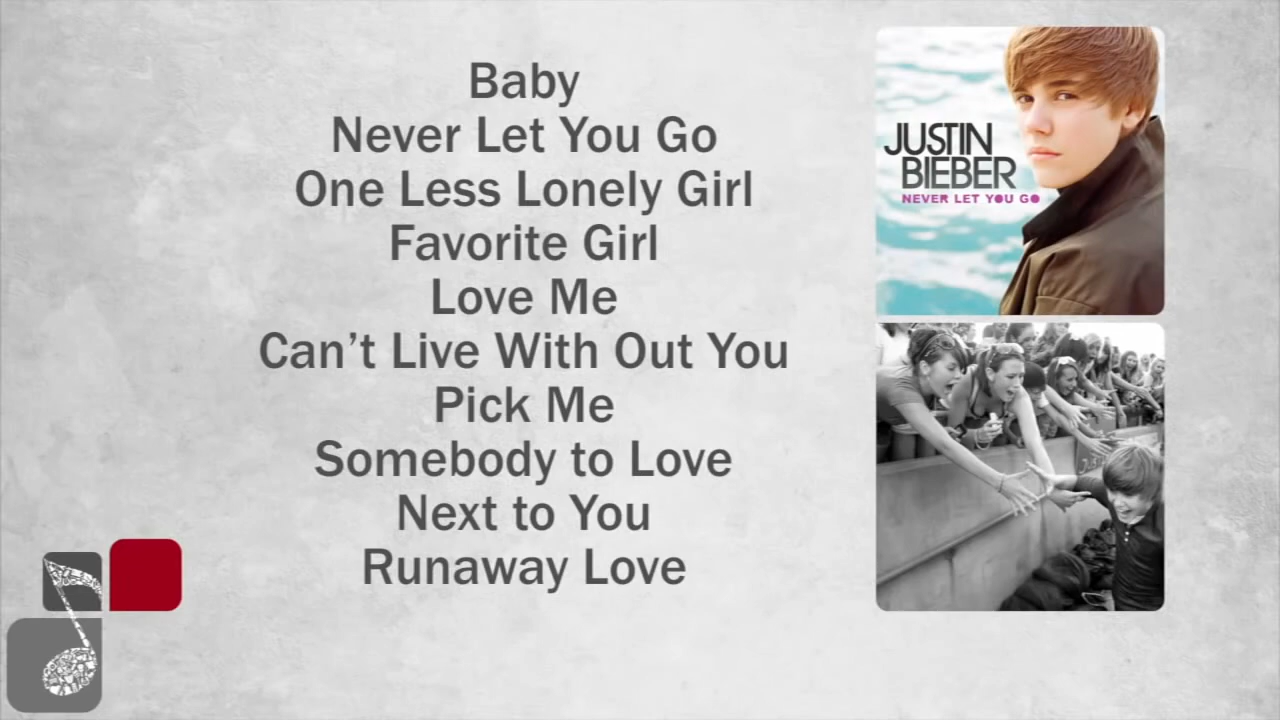 Baby
Never Let You Go
One Less Lonely Girl
Favorite Girl
Love Me
Can’t Live With Out You
Pick Me
Somebody to Love
Next to You
Runaway Love
JUSTIN
BIEBER
NEVER LET YOU GO